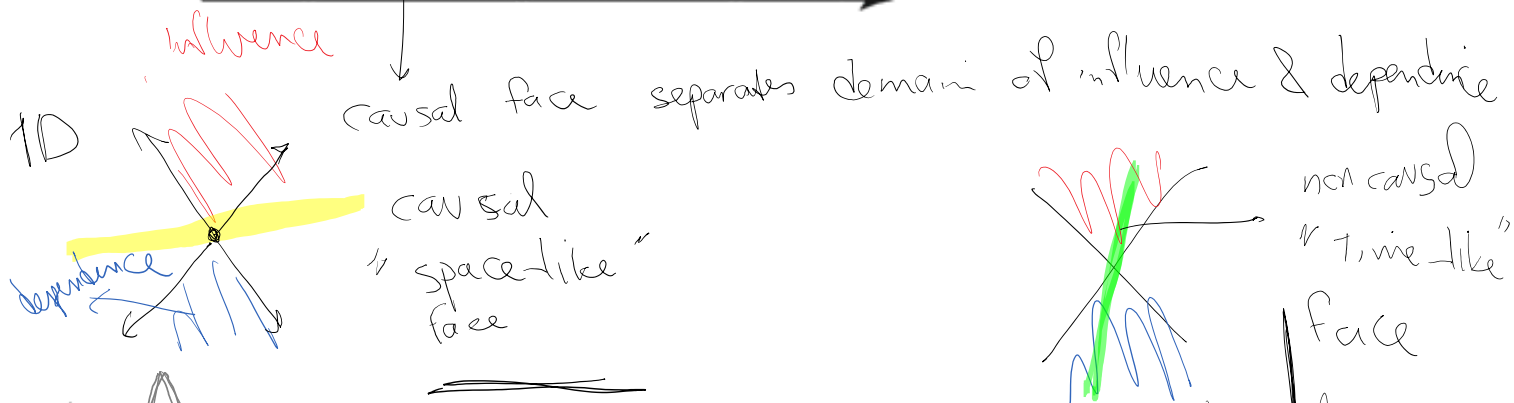 influence
causal face separates domain of influence & dependence
1D
causal
"space-like"
face
dependence
non causal
"Time-like"
face